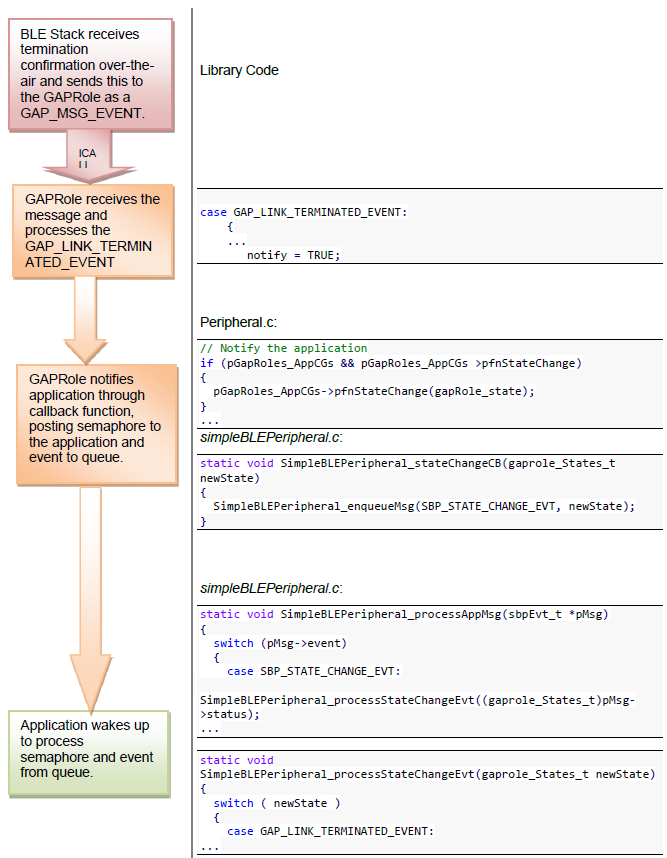 BLE Stack receives
termination
confirmation over-the-
air and sends this to
the GAPRole as a
GAP_MSG_EVENT.
Library Code
ICA
GAPRole receives the
message and
processes the
GAP_LINK_TERMIN
ATED_EVENT
case GAP_LINK_TERMINATED_EVENT:
{
...
notify = TRUE;
Peripheral.c:
// Notify the application
if (pGapRoles_AppCGs && pGapRoles_AppCGs >pfnStateChange)
{
pGapRoles_AppCGs->pfnStateChange(gapRole_state);
}
...
GAPRole notifies
application through
callback function,
posting semaphore to
the application and
event to queue.
simpleBLEPeripheral.c:
static void SimpleBLEPeripheral_stateChangeCB(gaprole_States_t
newState)
{
SimpleBLEPeripheral_enqueueMsg(SBP_STATE_CHANGE_EVT, newState);
}
simpleBLEPeripheral.c:
static void SimpleBLEPeripheral_processAppMsg(sbpEvt_t *pMsg)
{
switch (pMsg->event)
{
case SBP_STATE_CHANGE_EVT:
SimpleBLEPeripheral_processStateChangeEvt((gaprole_States_t)pMsg-
>status);
...
Application wakes up
to process
semaphore and event
from queue.
static void
SimpleBLEPeripheral_processStateChangeEvt(gaprole_States_t newState)
{
switch ( newState )
{
case GAP_LINK_TERMINATED_EVENT:
...